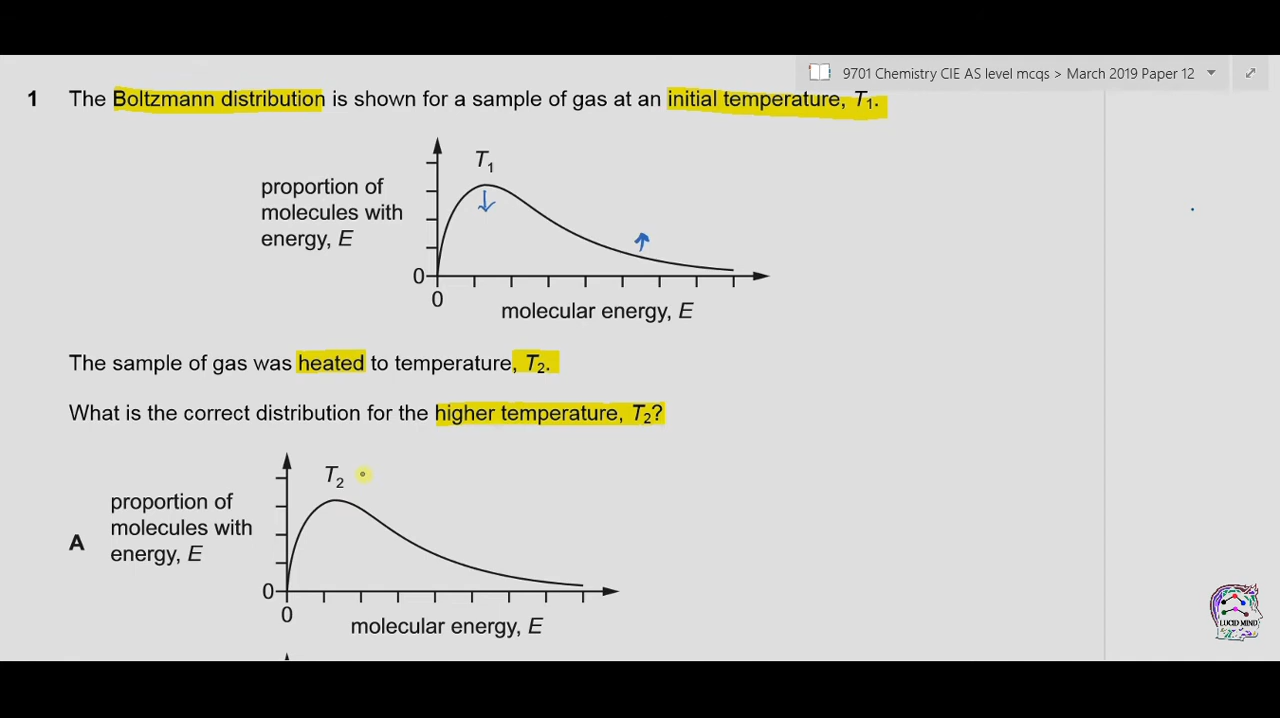 9701 Chemistry CIE AS level mcqs > March 2019 Paper 12
1 The Boltzmann distribution is shown for a sample of gas at an initial temperature, T₁.
T₁
proportion of
molecules with
energy, E
0
0
molecular energy, E
The sample of gas was heated to temperature, T₂.
What is the correct distribution for the higher temperature, T₂?
T₂
proportion of
molecules with
A
energy, E
0
0
molecular energy, E
LUCID MIND